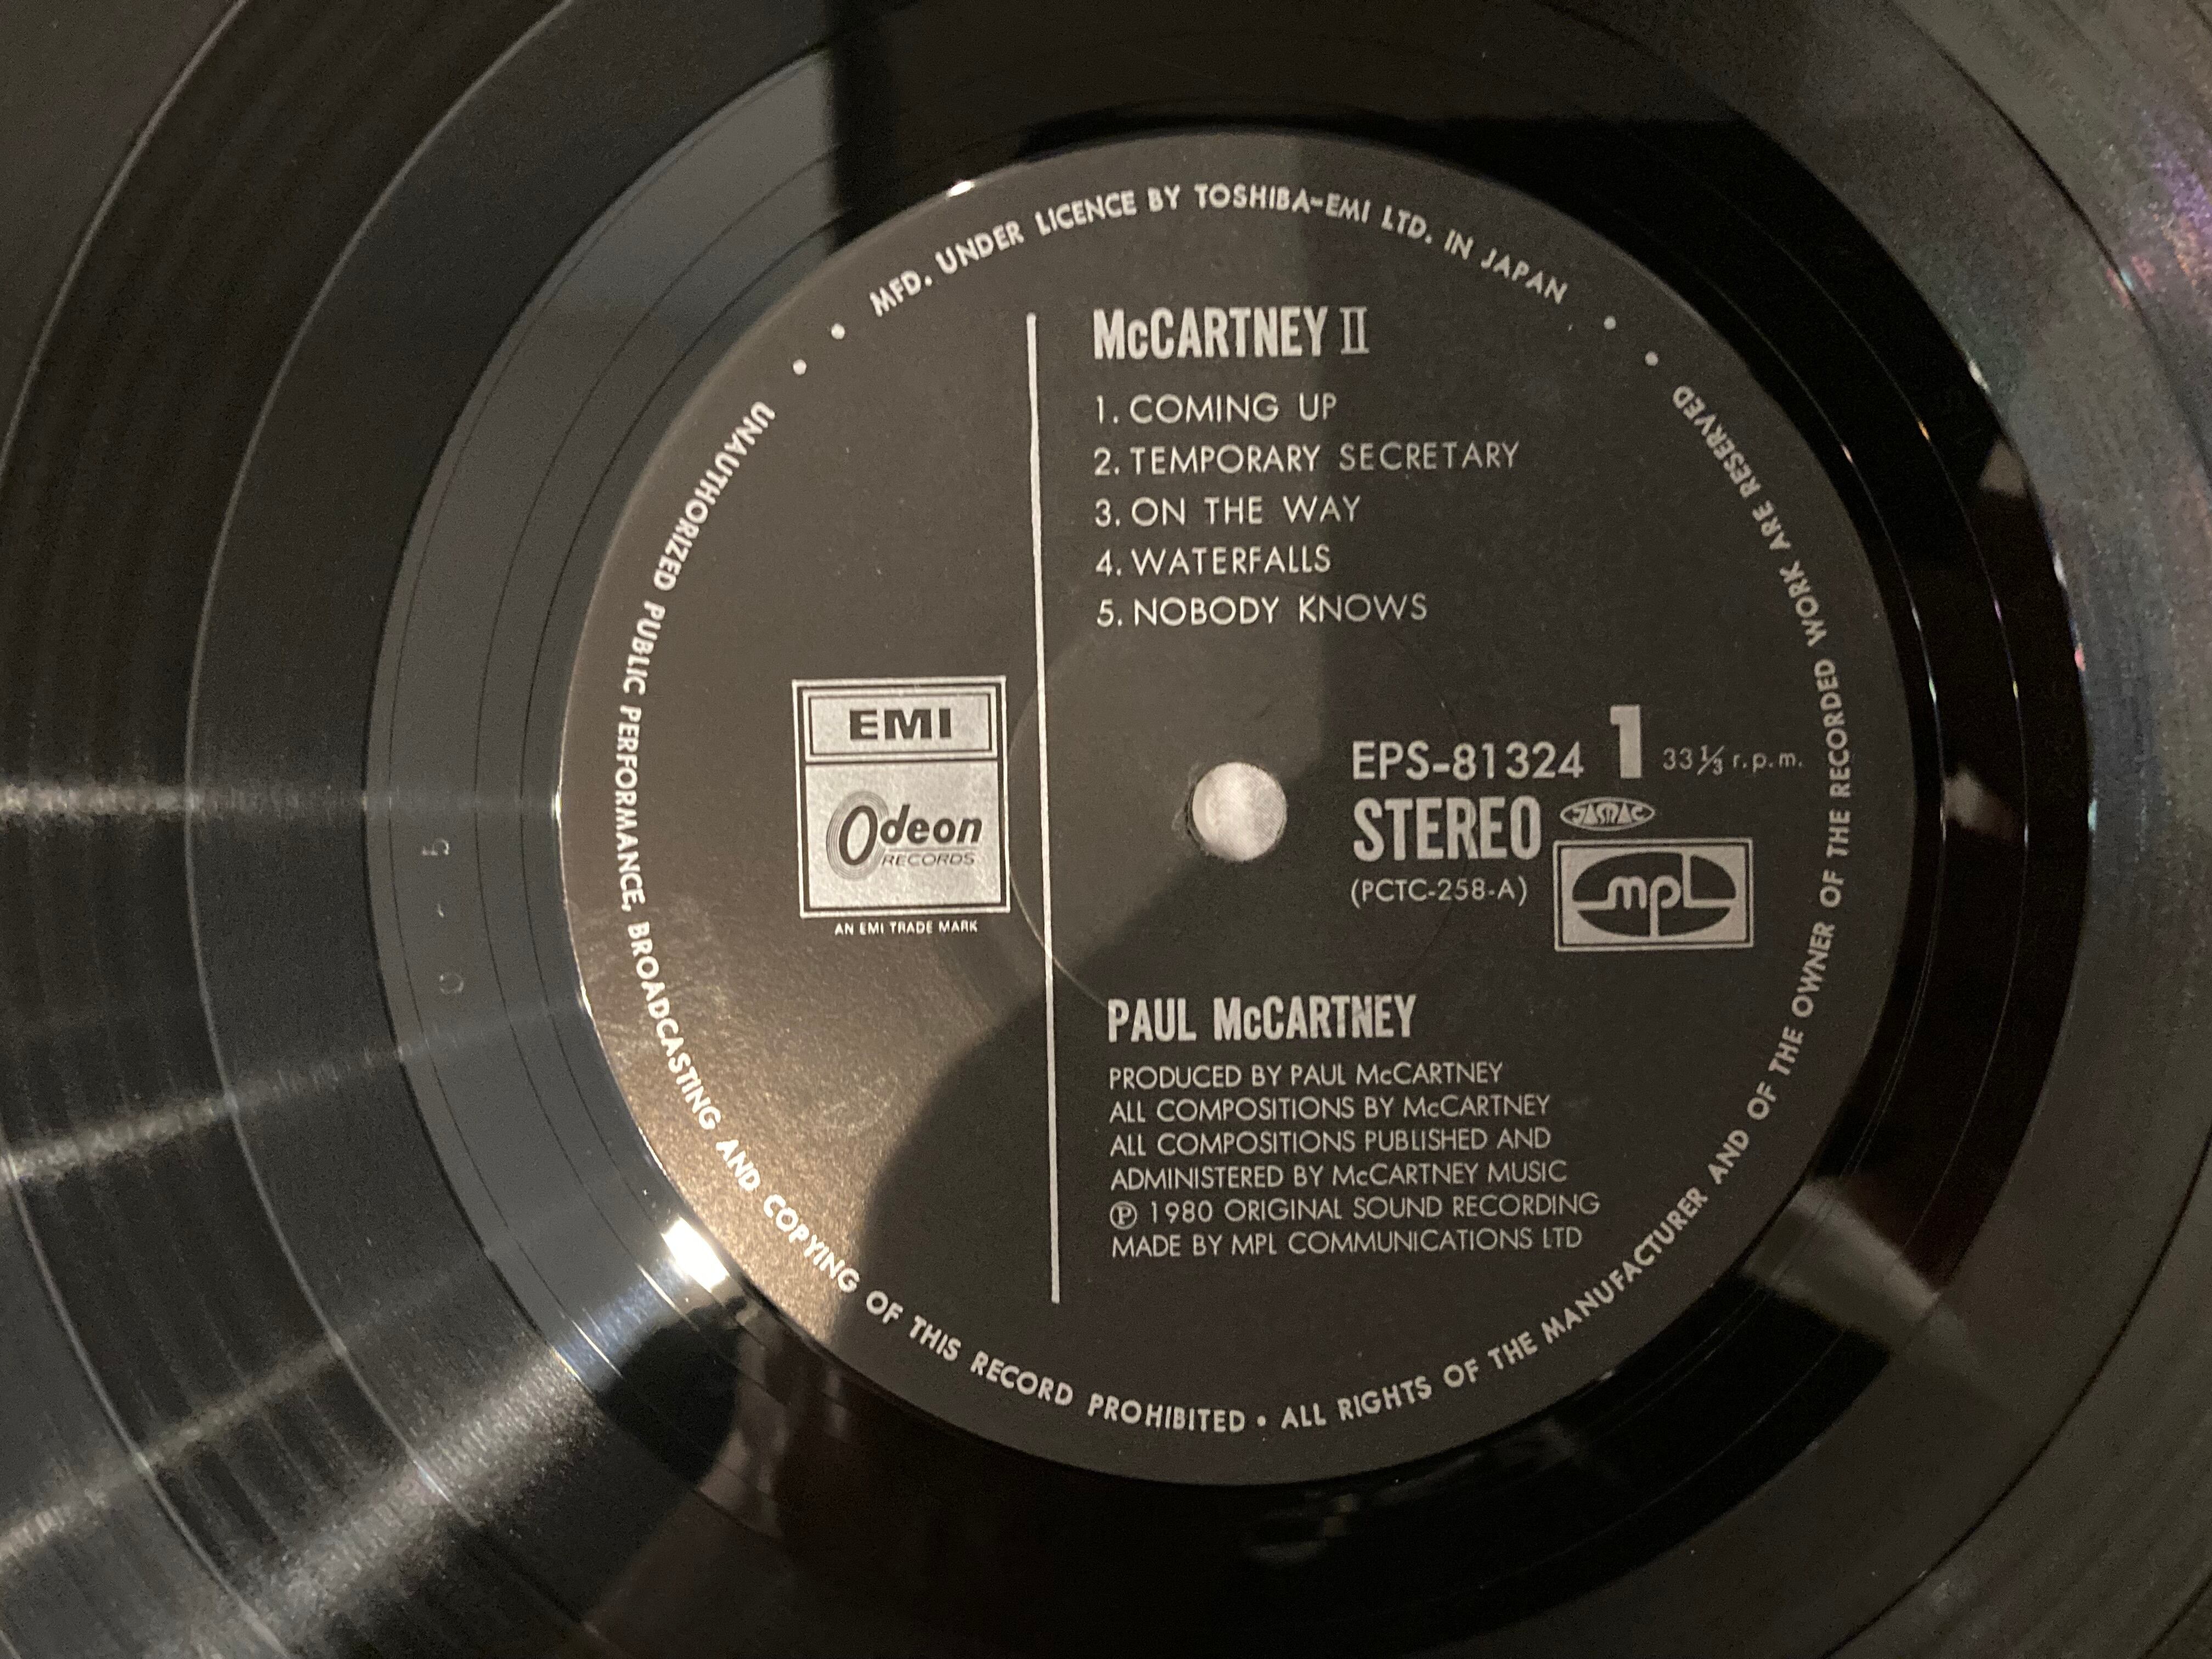 MFD. UNDER LICENCE BY TOSHIBA-EMI LTD. IN JAPAN
McCARTNEY II
1. COMING UP
2. TEMPORARY SECRETARY
3. ON THE WAY
4. WATERFALLS
5. NOBODY KNOWS
EMI
Odeon
RECORDS
AN EMI TRADE MARK
EPS-81324 1 33⅓ r.p.m.
STEREO JASRAC
(PCTC-258-A)
mpl
PAUL McCARTNEY
PRODUCED BY PAUL McCARTNEY
ALL COMPOSITIONS BY McCARTNEY
ALL COMPOSITIONS PUBLISHED AND
ADMINISTERED BY McCARTNEY MUSIC
℗ 1980 ORIGINAL SOUND RECORDING
MADE BY MPL COMMUNICATIONS LTD
UNAUTHORIZED PUBLIC PERFORMANCE, BROADCASTING AND COPYING OF THIS RECORD PROHIBITED • ALL RIGHTS OF THE MANUFACTURER AND OF THE OWNER OF THE RECORDED WORK ARE RESERVED